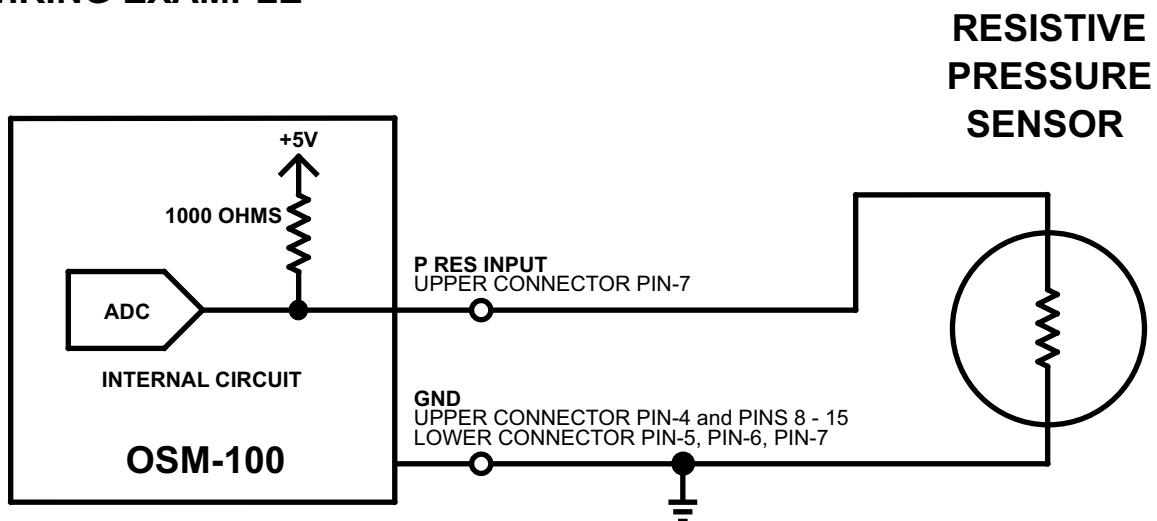 RESISTIVE
PRESSURE
SENSOR
+5V
1000 OHMS
P RES INPUT
UPPER CONNECTOR PIN-7
ADC
INTERNAL CIRCUIT
GND
UPPER CONNECTOR PIN-4 and PINS 8 - 15
LOWER CONNECTOR PIN-5, PIN-6, PIN-7
OSM-100